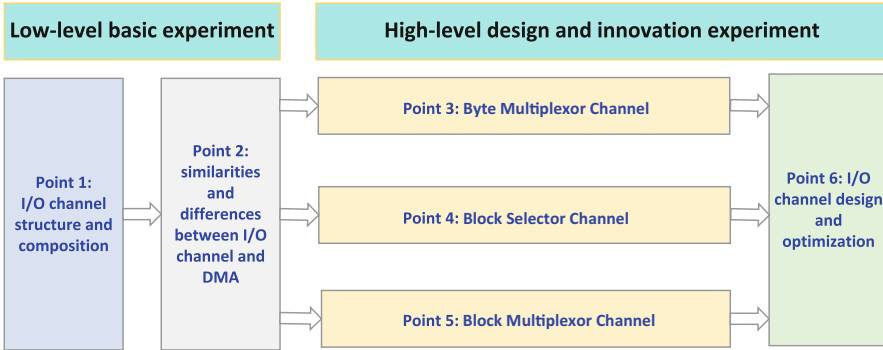 Low-level basic experiment
High-level design and innovation experiment
Point 1:
I/O channel
structure and
composition
Point 2:
similarities
and
differences
between I/O
channel and
DMA
Point 3: Byte Multiplexor Channel
Point 4: Block Selector Channel
Point 5: Block Multiplexor Channel
Point 6: I/O
channel design
and
optimization